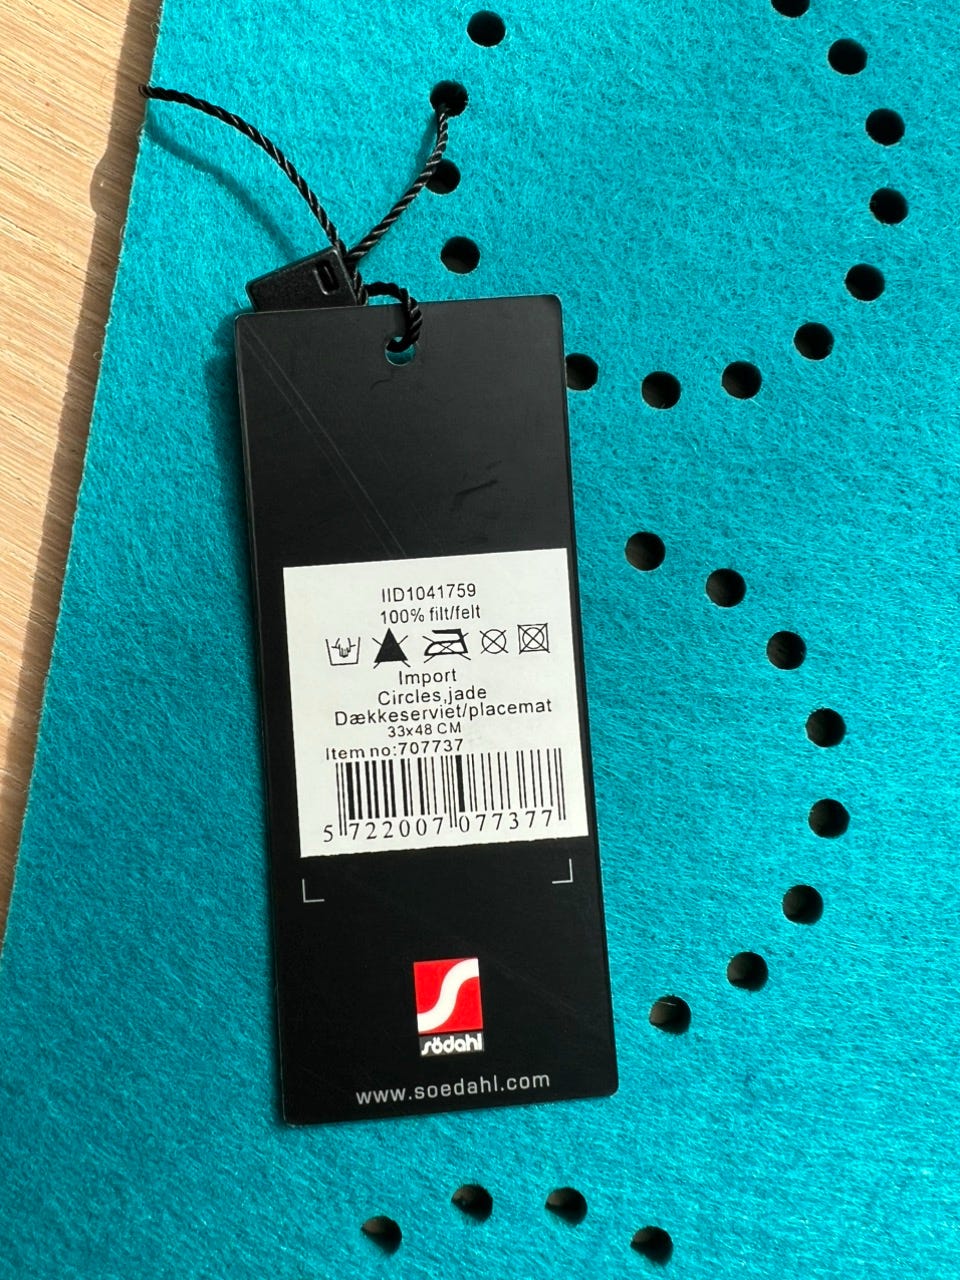 IID1041759
100% filt/felt
Import
Circles,jade
Dækkeserviet/placemat
33x48 CM
Item no:707737
5 722007 077377
södahl
www.soedahl.com